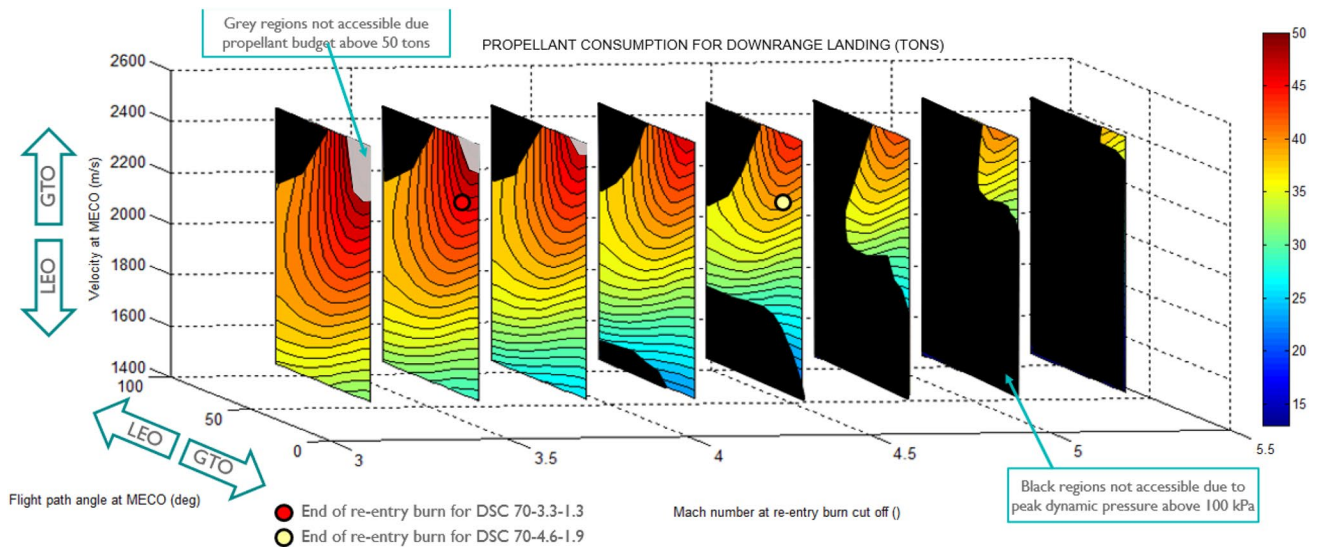 Grey regions not accessible due
propellant budget above 50 tons
PROPELLANT CONSUMPTION FOR DOWNRANGE LANDING (TONS)
2600
2400
2200
2000
1800
1600
1400
Velocity at MECO (m/s)
GTO
LEO
100
50
0
LEO
GTO
Flight path angle at MECO (deg)
3
3.5
4
4.5
5
5.5
Mach number at re-entry burn cut off ()
50
45
40
35
30
25
20
15
Black regions not accessible due to
peak dynamic pressure above 100 kPa
End of re-entry burn for DSC 70-3.3-1.3
End of re-entry burn for DSC 70-4.6-1.9